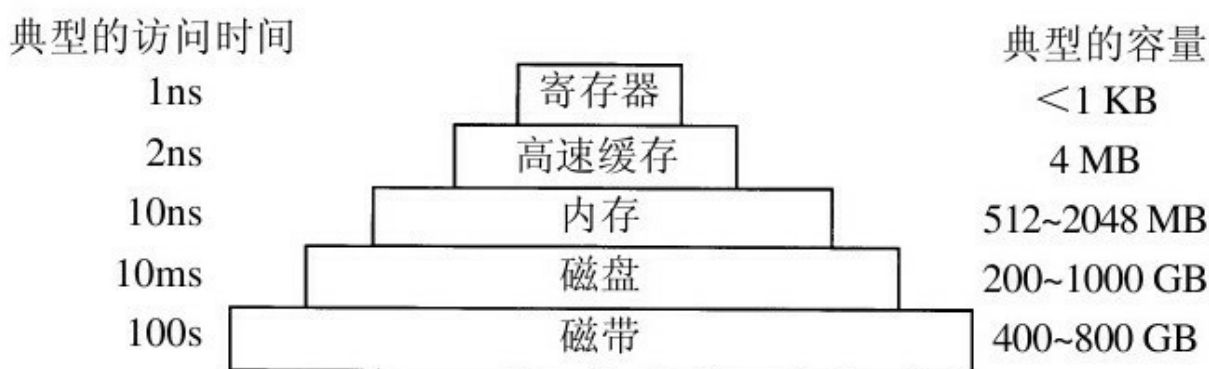 典型的访问时间 典型的容量
1ns 寄存器 <1 KB
2ns 高速缓存 4 MB
10ns 内存 512~2048 MB
10ms 磁盘 200~1000 GB
100s 磁带 400~800 GB